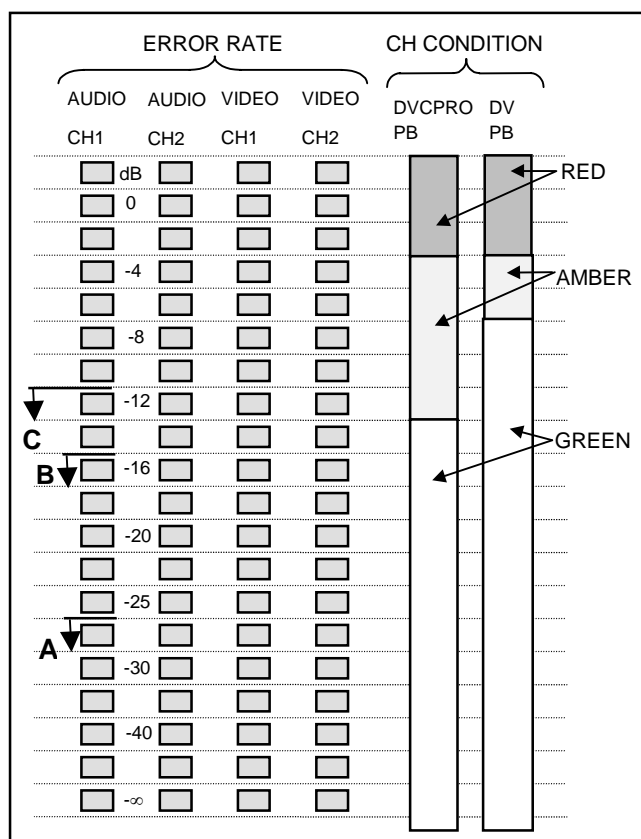 ERROR RATE CH CONDITION
AUDIO AUDIO VIDEO VIDEO DVCPRO DV
CH1 CH2 CH1 CH2 PB PB
dB RED
0
-4 AMBER
-8
-12
C GREEN
B -16
-20
-25
A
-30
-40
-∞